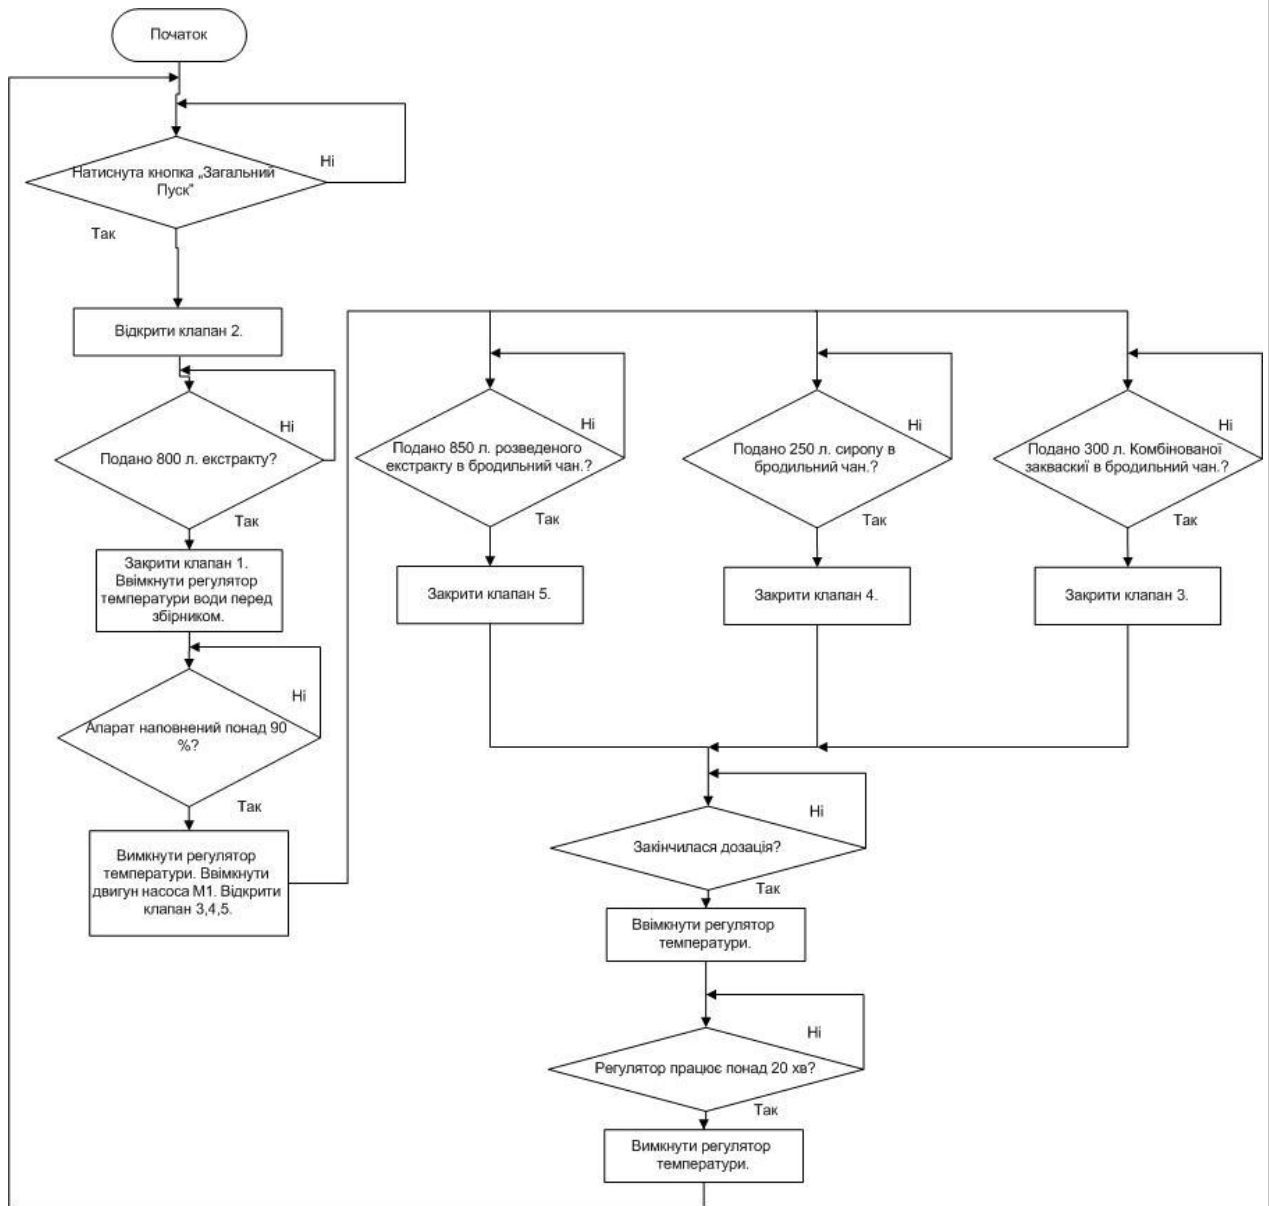 Початок
Натиснута кнопка „Загальний
Пуск"
Ні
Так
Відкрити клапан 2.
Подано 800 л. екстракту?
Ні
Так
Закрити клапан 1.
Ввімкнути регулятор
температури води перед
збірником.
Апарат наповнений понад 90
%?
Ні
Так
Вимкнути регулятор
температури. Ввімкнути
двигун насоса М1. Відкрити
клапан 3,4,5.
Подано 850 л. розведеного
екстракту в бродильний чан.?
Ні
Так
Закрити клапан 5.
Подано 250 л. сиропу в
бродильний чан.?
Ні
Так
Закрити клапан 4.
Подано 300 л. Комбінованої
закваскиї в бродильний чан.?
Ні
Так
Закрити клапан 3.
Закінчилася дозація?
Ні
Так
Ввімкнути регулятор
температури.
Регулятор працює понад 20 хв?
Ні
Так
Вимкнути регулятор
температури.